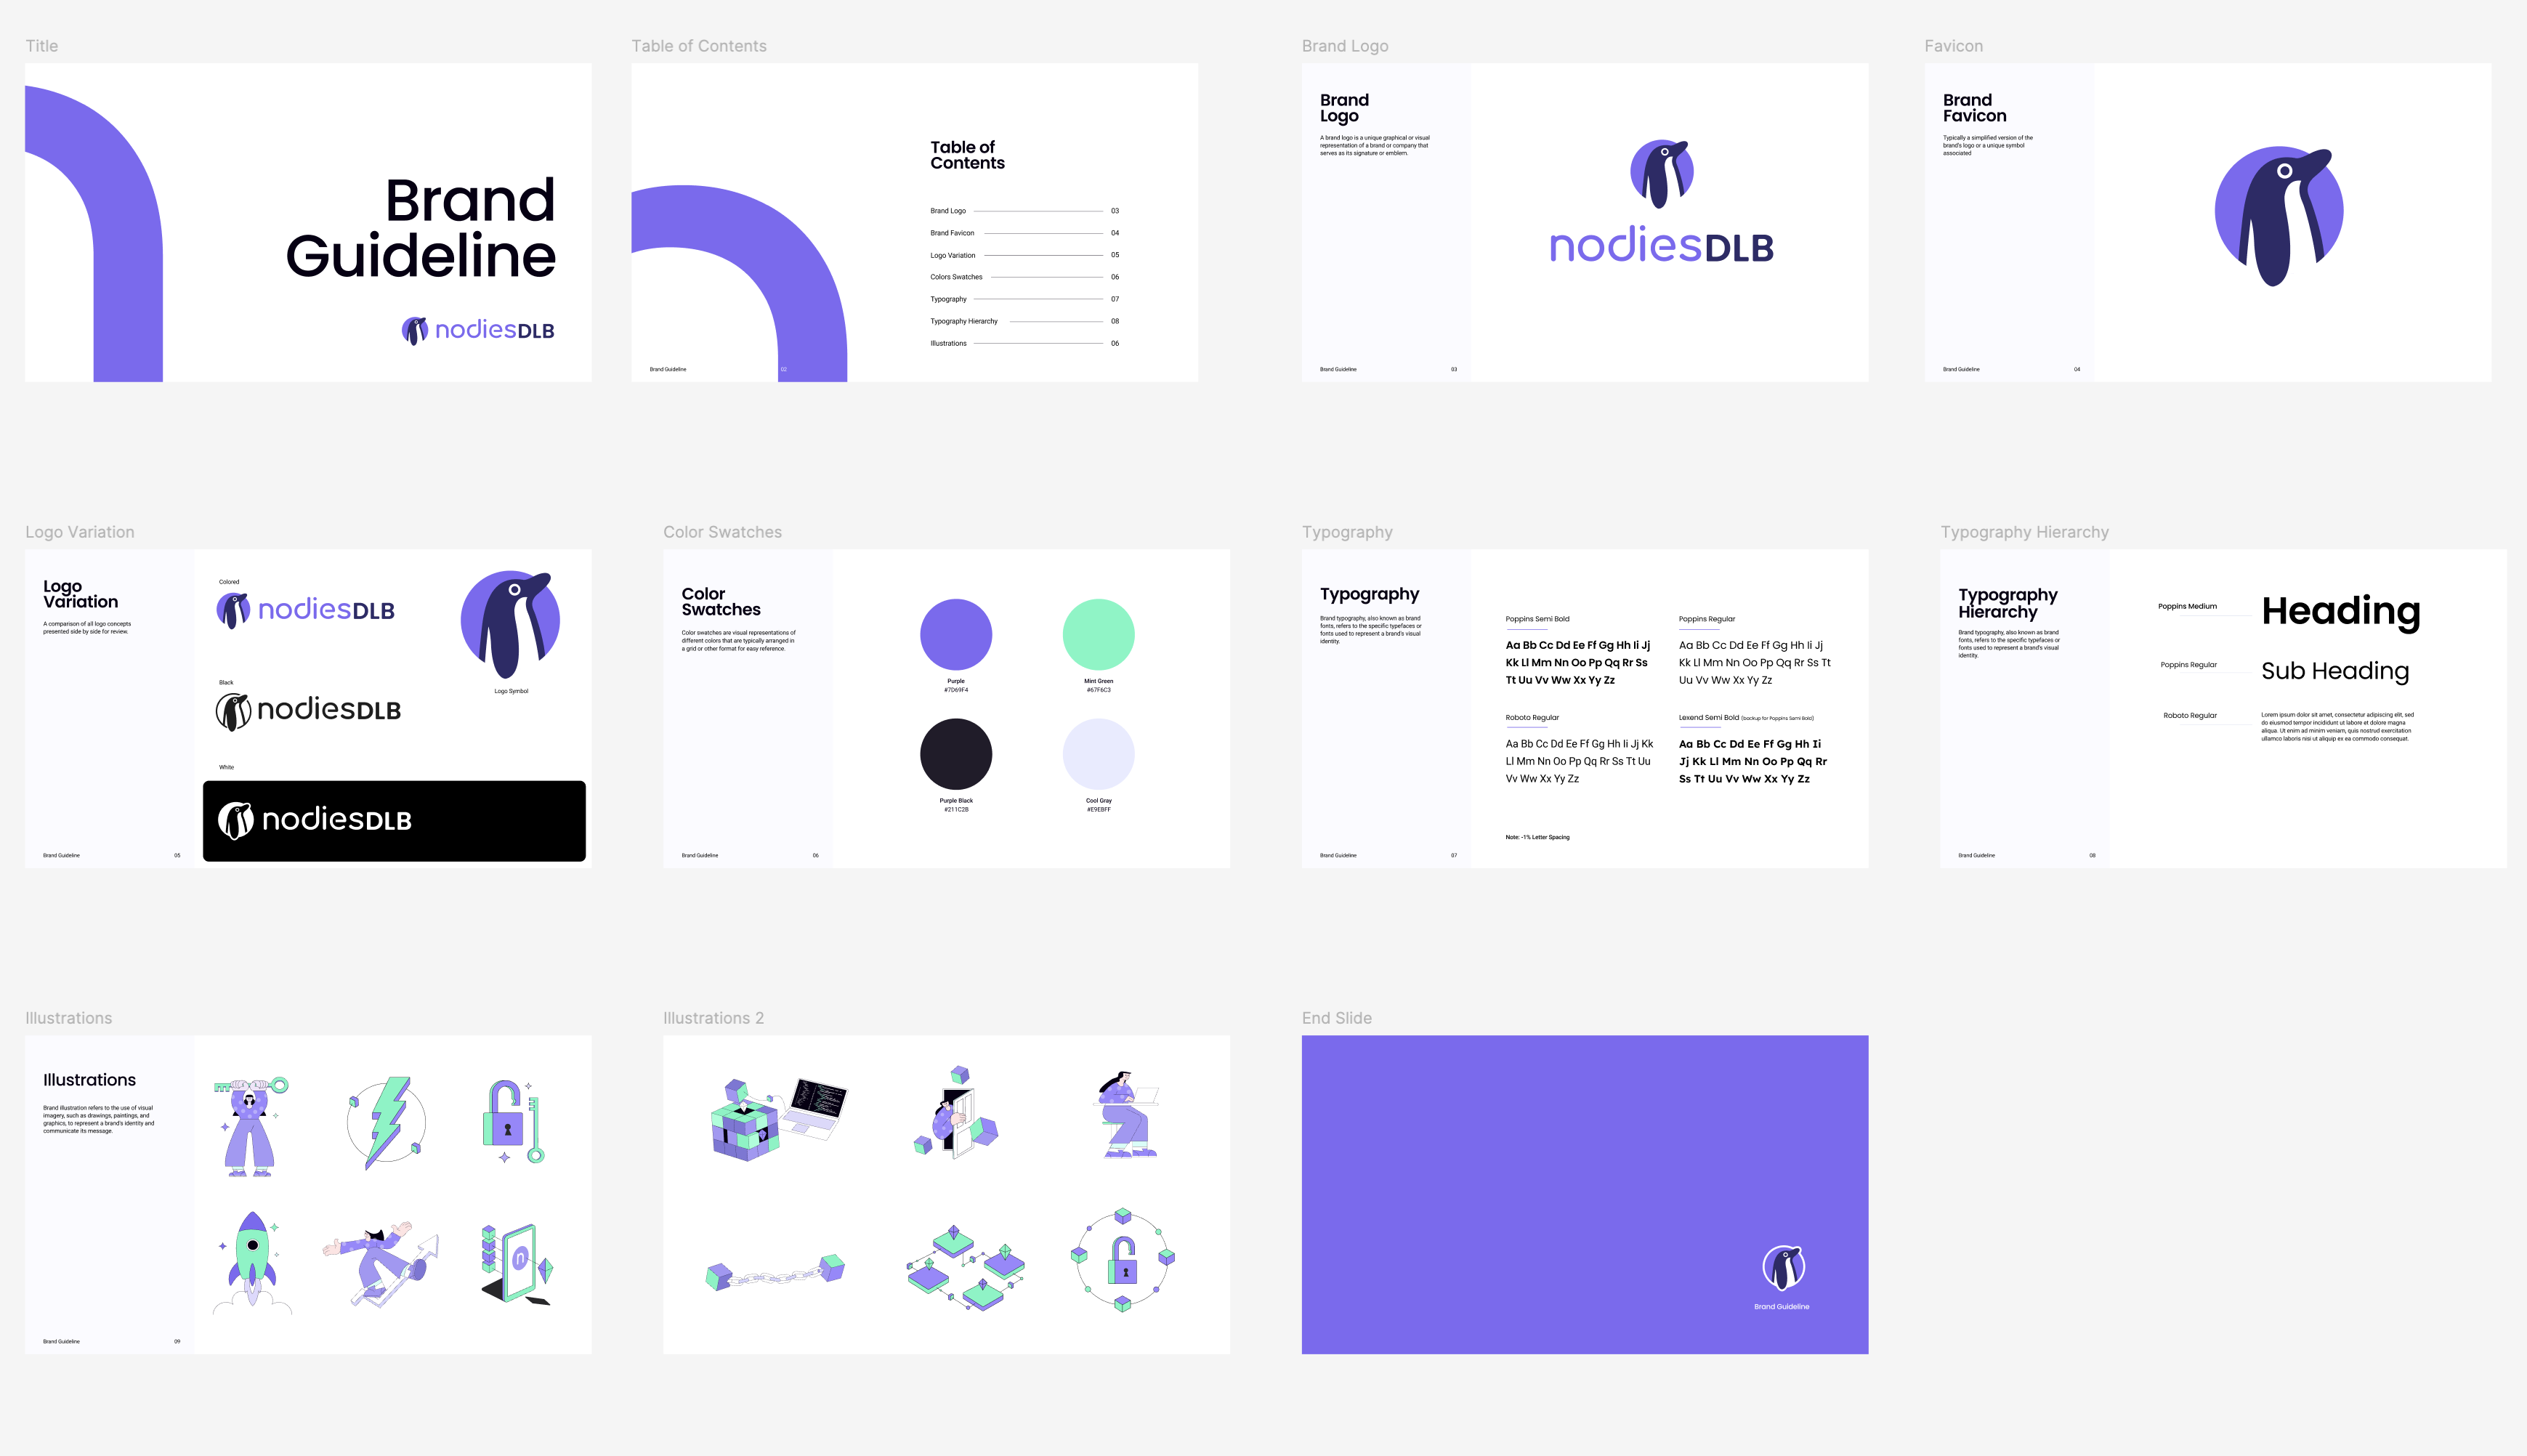 Title
Brand
Guideline
nodiesDLB
Table of Contents
Table of
Contents
Brand Logo 03
Brand Favicon 04
Logo Variation 05
Colors Swatches 06
Typography 07
Typography Hierarchy 08
Illustrations 06
Brand Guideline 02
Brand Logo
Brand
Logo
A brand logo is a unique graphical or visual
representation of a brand or company that
serves as its signature or emblem.
nodiesDLB
Brand Guideline 03
Favicon
Brand
Favicon
Typically a simplified version of the
brand's logo or a unique symbol
associated
Brand Guideline 04
Logo Variation
Logo
Variation
A comparison of all logo concepts
presented side by side for review.
Colored
nodiesDLB
Logo Symbol
Black
nodiesDLB
White
nodiesDLB
Brand Guideline 05
Color Swatches
Color
Swatches
Color swatches are visual representations of
different colors that are typically arranged in
a grid or other format for easy reference.
Purple
#7D69F4
Mint Green
#67F6C3
Purple Black
#211C2B
Cool Gray
#E9EBFF
Brand Guideline 06
Typography
Typography
Brand typography, also known as brand
fonts, refers to the specific typefaces or
fonts used to represent a brand's visual
identity.
Poppins Semi Bold
Aa Bb Cc Dd Ee Ff Gg Hh Ii Jj
Kk Ll Mm Nn Oo Pp Qq Rr Ss
Tt Uu Vv Ww Xx Yy Zz
Poppins Regular
Aa Bb Cc Dd Ee Ff Gg Hh Ii Jj
Kk Ll Mm Nn Oo Pp Qq Rr Ss Tt
Uu Vv Ww Xx Yy Zz
Roboto Regular
Aa Bb Cc Dd Ee Ff Gg Hh Ii Jj Kk
Ll Mm Nn Oo Pp Qq Rr Ss Tt Uu
Vv Ww Xx Yy Zz
Lexend Semi Bold (backup for Poppins Semi Bold)
Aa Bb Cc Dd Ee Ff Gg Hh Ii
Jj Kk Ll Mm Nn Oo Pp Qq Rr
Ss Tt Uu Vv Ww Xx Yy Zz
Note: -1% Letter Spacing
Brand Guideline 07
Typography Hierarchy
Typography
Hierarchy
Brand typography, also known as brand
fonts, refers to the specific typefaces or
fonts used to represent a brand's visual
identity.
Poppins Medium
Heading
Poppins Regular
Sub Heading
Roboto Regular
Lorem ipsum dolor sit amet, consectetur adipiscing elit, sed
do eiusmod tempor incididunt ut labore et dolore magna
aliqua. Ut enim ad minim veniam, quis nostrud exercitation
ullamco laboris nisi ut aliquip ex ea commodo consequat.
Brand Guideline 08
Illustrations
Illustrations
Brand illustration refers to the use of visual
imagery, such as drawings, paintings, and
graphics, to represent a brand's identity and
communicate its message.
Brand Guideline 09
Illustrations 2
End Slide
Brand Guideline